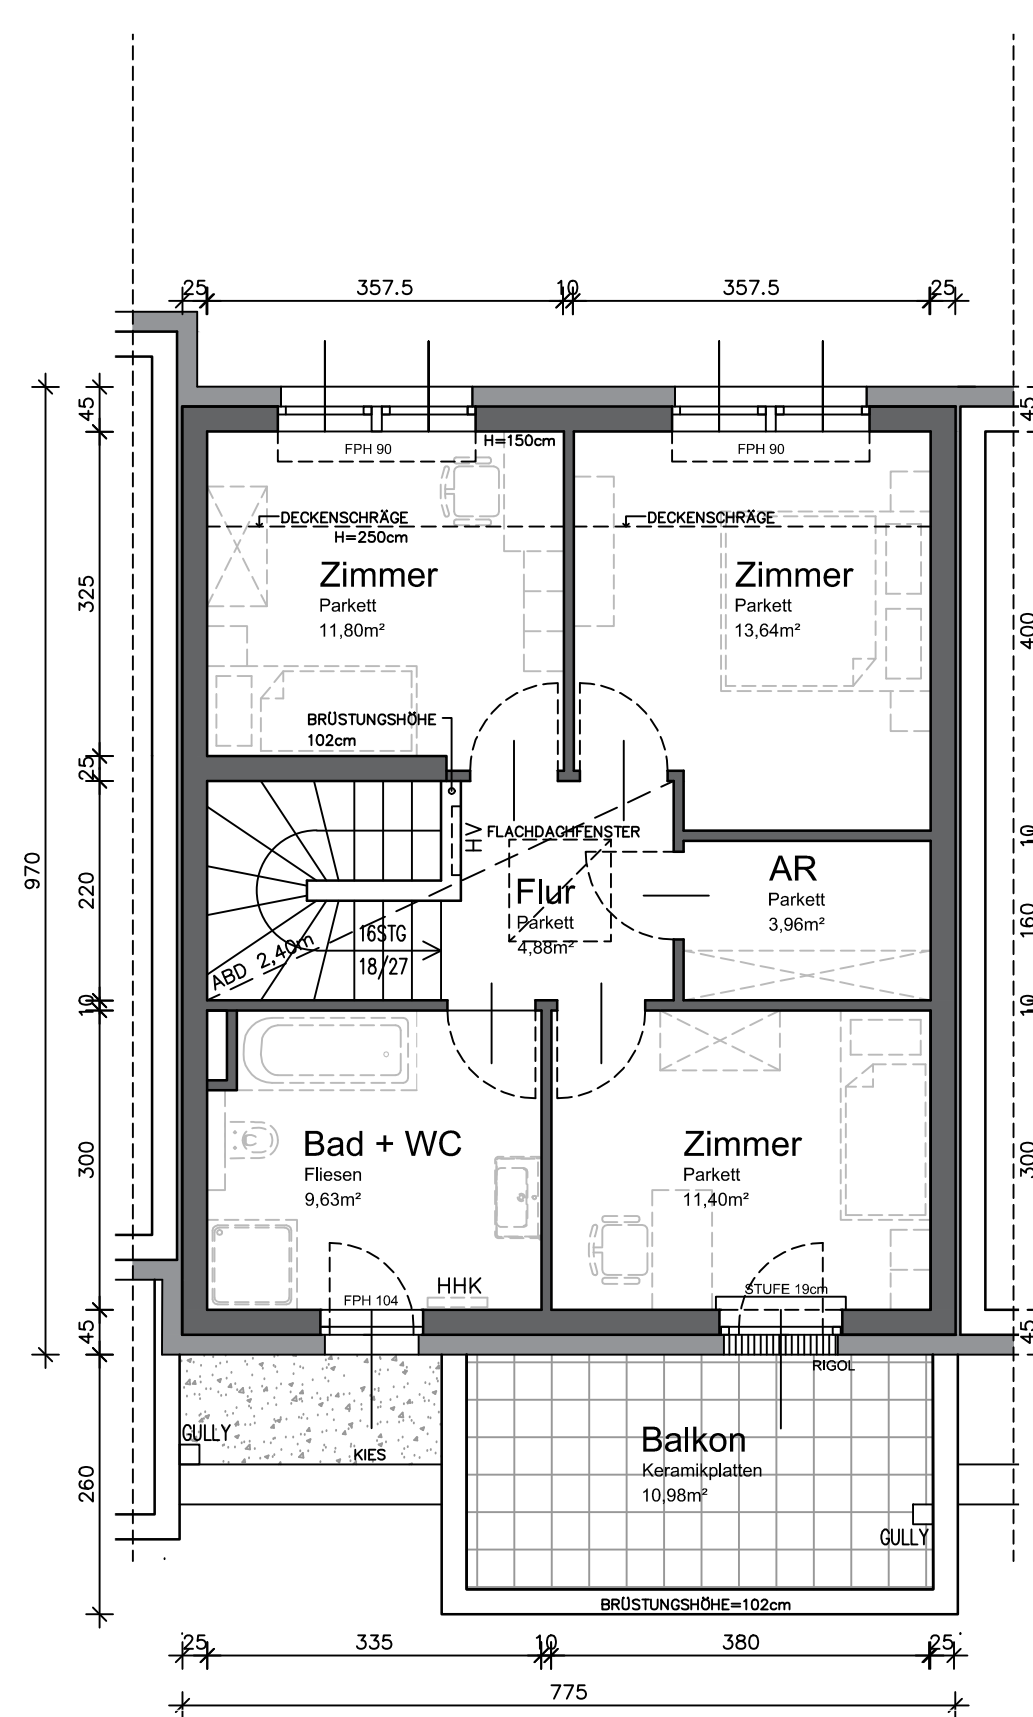 25 357.5 10 357.5 25
45
45
H=150cm
FPH 90
FPH 90
DECKENSCHRÄGE
DECKENSCHRÄGE
H=250cm
Zimmer
Parkett
11,80m²
Zimmer
Parkett
13,64m²
325
400
BRÜSTUNGSHÖHE
102cm
25
HV
FLACHDACHFENSTER
10
970
220
AR
Parkett
3,96m²
Flur
Parkett
4,88m²
160
16STG
18/27
ABD 2,40m
10
10
Bad + WC
Fliesen
9,63m²
Zimmer
Parkett
11,40m²
300
300
HHK
FPH 104
STUFE 19cm
45
45
RIGOL
GULLY
KIES
Balkon
Keramikplatten
10,98m²
260
GULLY
BRÜSTUNGSHÖHE=102cm
25 335 10 380 25
775